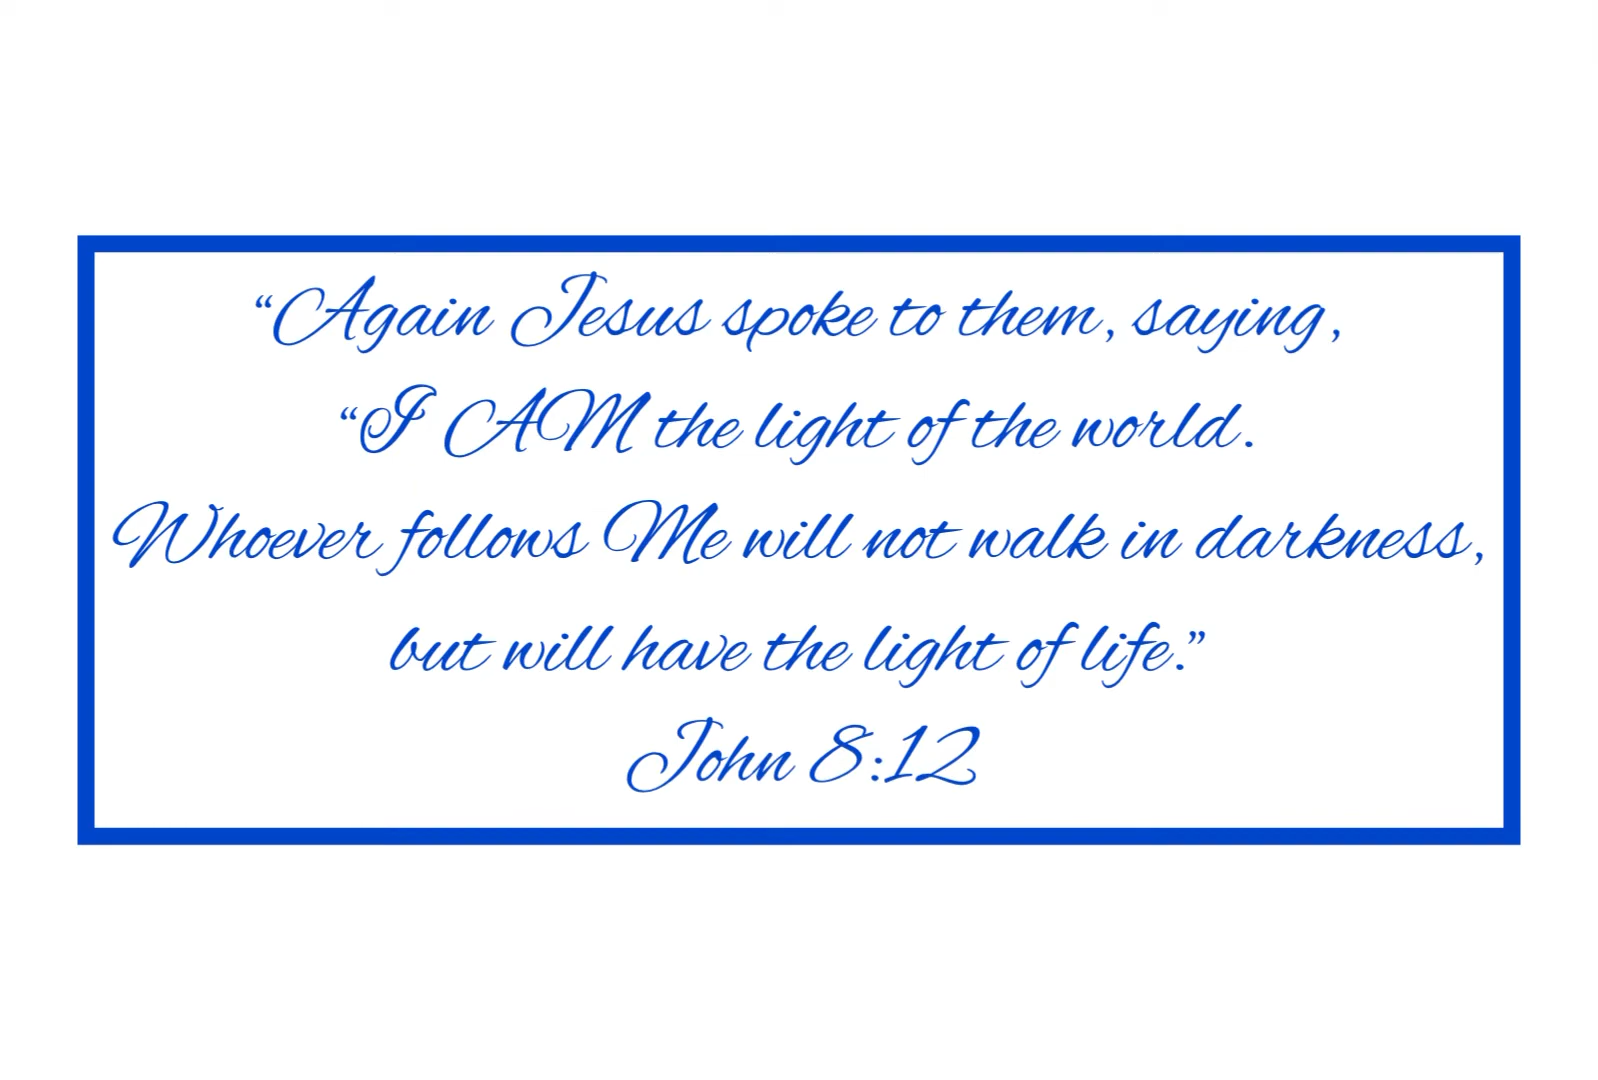 “Again Jesus spoke to them, saying,
“I AM the light of the world.
Whoever follows Me will not walk in darkness,
but will have the light of life.”
John 8:12